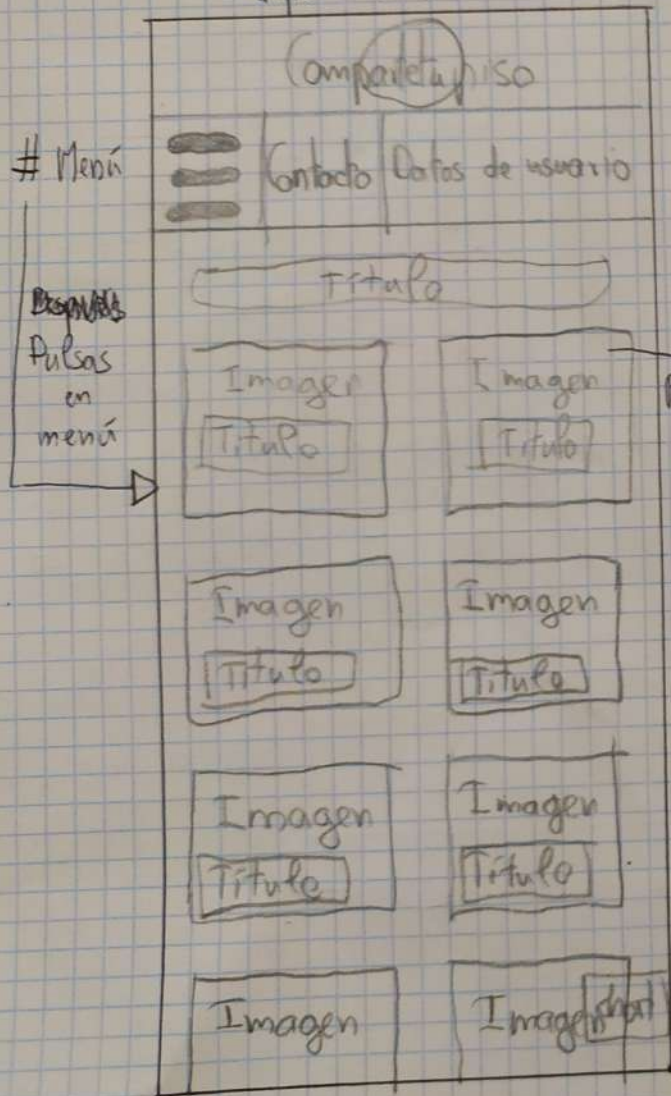 Compartetupiso
# Menú
Contacto
Datos de usuario
Título
Pulsas
en
menú
Imagen
Imagen
Título
Título
Imagen
Imagen
Título
Título
Imagen
Imagen
Título
Título
Imagen
Imagen